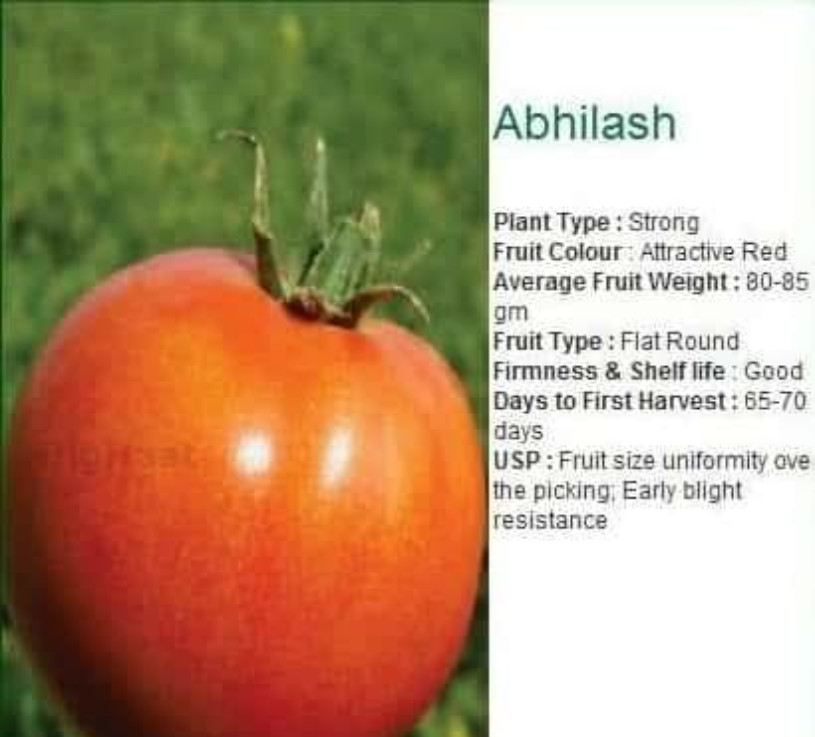 Abhilash
Plant Type : Strong
Fruit Colour : Attractive Red
Average Fruit Weight : 80-85
gm
Fruit Type : Flat Round
Firmness & Shelf life : Good
Days to First Harvest : 65-70
days
USP : Fruit size uniformity ove
the picking; Early blight
resistance